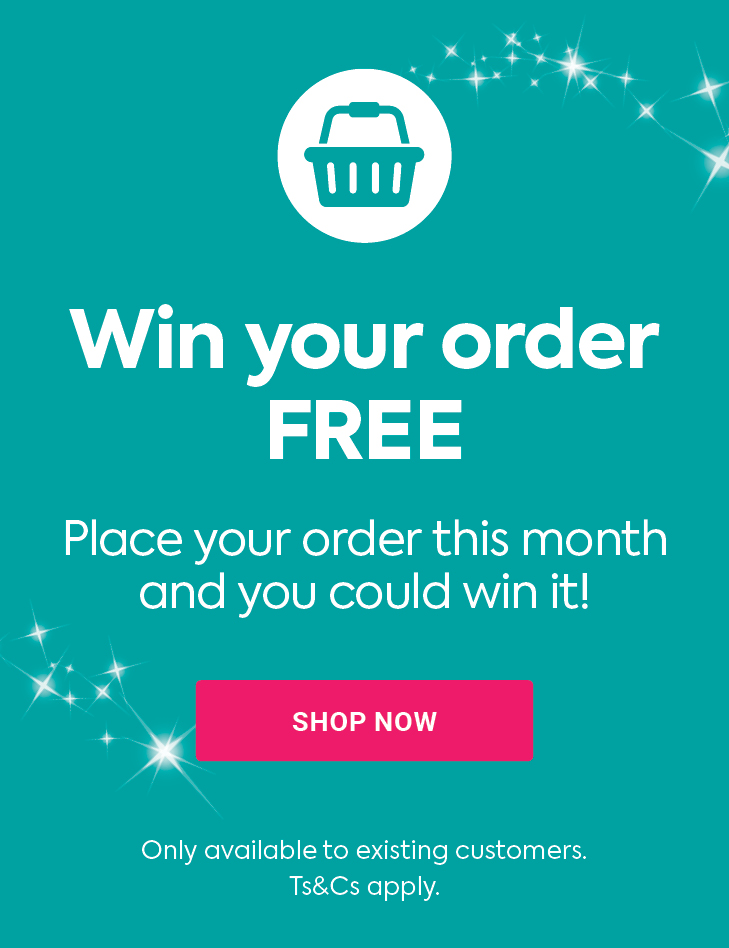 Win your order
FREE
Place your order this month
and you could win it!
SHOP NOW
Only available to existing customers.
Ts&Cs apply.